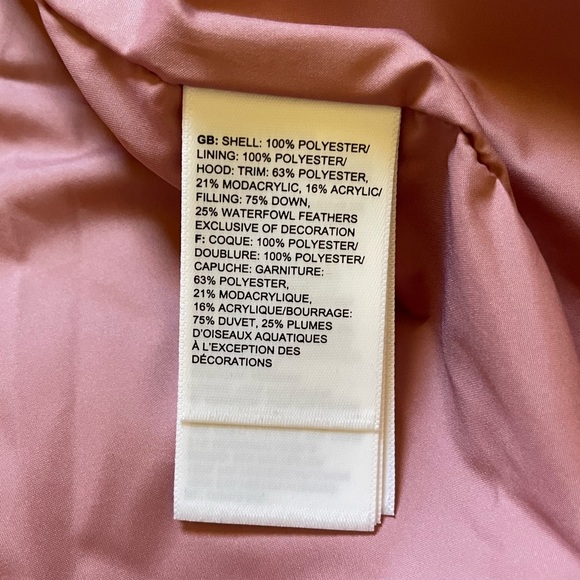 GB: SHELL: 100% POLYESTER/
LINING: 100% POLYESTER/
HOOD: TRIM: 63% POLYESTER,
21% MODACRYLIC, 16% ACRYLIC/
FILLING: 75% DOWN,
25% WATERFOWL FEATHERS
EXCLUSIVE OF DECORATION
F: COQUE: 100% POLYESTER/
DOUBLURE: 100% POLYESTER/
CAPUCHE: GARNITURE:
63% POLYESTER,
21% MODACRYLIQUE,
16% ACRYLIQUE/BOURRAGE:
75% DUVET, 25% PLUMES
D'OISEAUX AQUATIQUES
À L'EXCEPTION DES
DÉCORATIONS